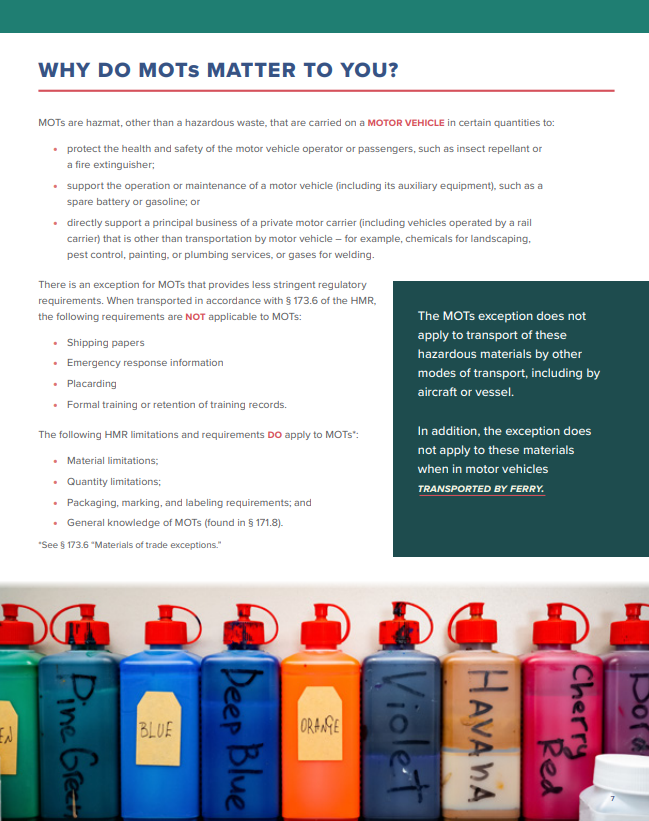 WHY DO MOTs MATTER TO YOU?
MOTs are hazmat, other than a hazardous waste, that are carried on a MOTOR VEHICLE in certain quantities to:
• protect the health and safety of the motor vehicle operator or passengers, such as insect repellant or
a fire extinguisher;
• support the operation or maintenance of a motor vehicle (including its auxiliary equipment), such as a
spare battery or gasoline; or
• directly support a principal business of a private motor carrier (including vehicles operated by a rail
carrier) that is other than transportation by motor vehicle – for example, chemicals for landscaping,
pest control, painting, or plumbing services, or gases for welding.
There is an exception for MOTs that provides less stringent regulatory
requirements. When transported in accordance with § 173.6 of the HMR,
the following requirements are NOT applicable to MOTs:
• Shipping papers
• Emergency response information
• Placarding
• Formal training or retention of training records.
The following HMR limitations and requirements DO apply to MOTs*:
• Material limitations;
• Quantity limitations;
• Packaging, marking, and labeling requirements; and
• General knowledge of MOTs (found in § 171.8).
*See § 173.6 “Materials of trade exceptions.”
The MOTs exception does not
apply to transport of these
hazardous materials by other
modes of transport, including by
aircraft or vessel.
In addition, the exception does
not apply to these materials
when in motor vehicles
TRANSPORTED BY FERRY.
EN
Pine Green
BLUE
Deep Blue
ORANGE
Violet
HAVANA
Cherry
Red
7